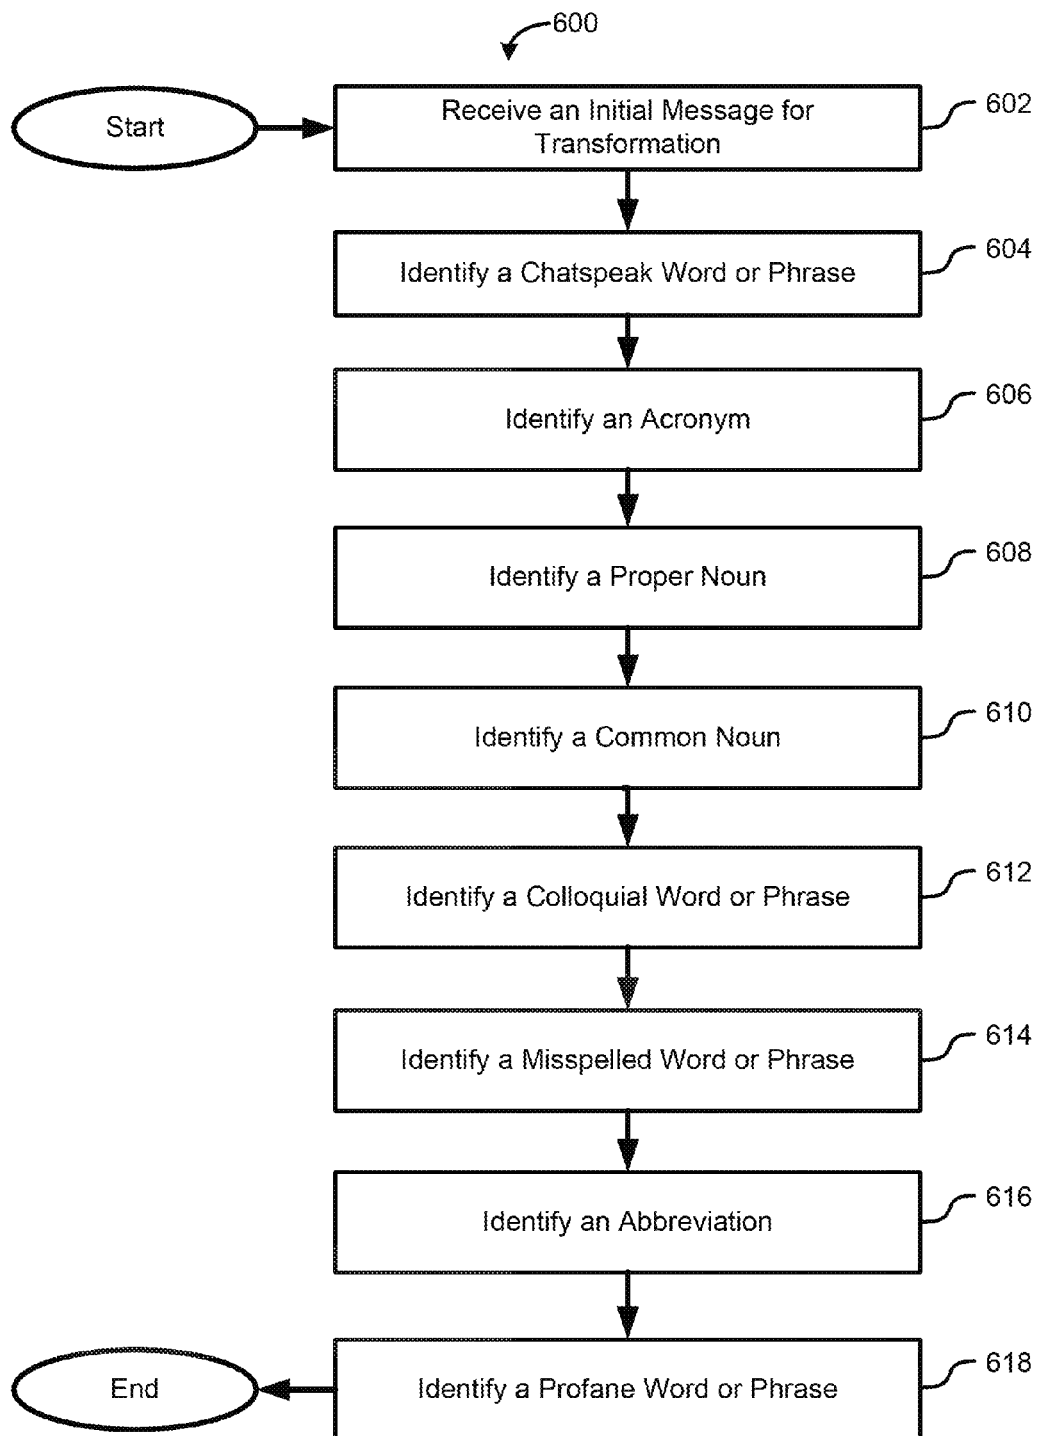 600
Start
Receive an Initial Message for
Transformation
602
Identify a Chatspeak Word or Phrase
604
Identify an Acronym
606
Identify a Proper Noun
608
Identify a Common Noun
610
Identify a Colloquial Word or Phrase
612
Identify a Misspelled Word or Phrase
614
Identify an Abbreviation
616
End
Identify a Profane Word or Phrase
618